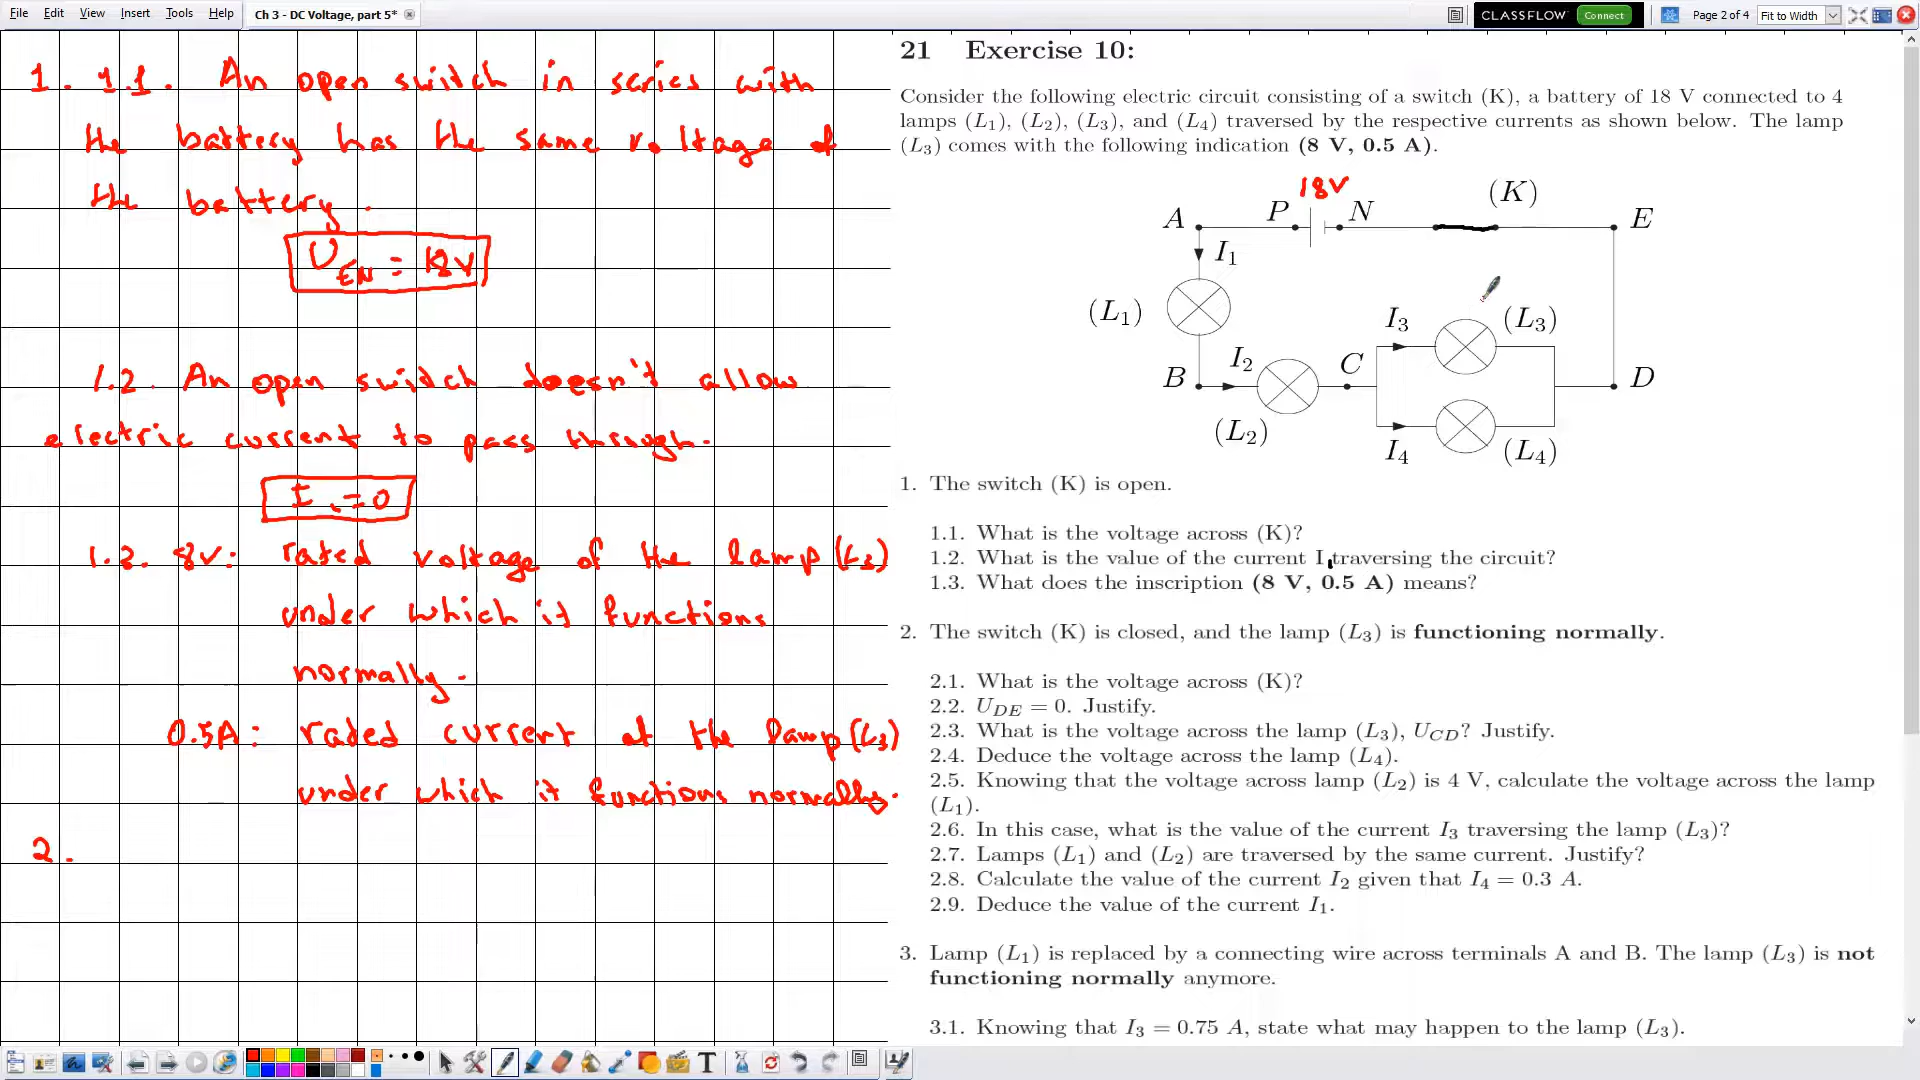 File Edit View Insert Tools Help Ch 3 - DC Voltage, part 5* CLASSFLOW Connect Page 2 of 4 Fit to Width
1. 1.1. An open switch in series with
the battery has the same voltage of
the battery.
U_EN = 18V
1.2. An open switch doesn't allow
electric current to pass through.
I₁ = 0
1.3. 8V: rated voltage of the lamp (L3)
under which it functions
normally.
0.5A: rated current of the lamp (L3)
under which it functions normally.
2.
21 Exercise 10:
Consider the following electric circuit consisting of a switch (K), a battery of 18 V connected to 4
lamps (L₁), (L₂), (L₃), and (L₄) traversed by the respective currents as shown below. The lamp
(L₃) comes with the following indication (8 V, 0.5 A).
18V
(K)
A P N E
I₁
(L₁)
I₃ (L₃)
B I₂ C D
(L₂)
I₄ (L₄)
1. The switch (K) is open.
1.1. What is the voltage across (K)?
1.2. What is the value of the current I₁ traversing the circuit?
1.3. What does the inscription (8 V, 0.5 A) means?
2. The switch (K) is closed, and the lamp (L₃) is functioning normally.
2.1. What is the voltage across (K)?
2.2. U_DE = 0. Justify.
2.3. What is the voltage across the lamp (L₃), U_CD? Justify.
2.4. Deduce the voltage across the lamp (L₄).
2.5. Knowing that the voltage across lamp (L₂) is 4 V, calculate the voltage across the lamp
(L₁).
2.6. In this case, what is the value of the current I₃ traversing the lamp (L₃)?
2.7. Lamps (L₁) and (L₂) are traversed by the same current. Justify?
2.8. Calculate the value of the current I₂ given that I₄ = 0.3 A.
2.9. Deduce the value of the current I₁.
3. Lamp (L₁) is replaced by a connecting wire across terminals A and B. The lamp (L₃) is not
functioning normally anymore.
3.1. Knowing that I₃ = 0.75 A, state what may happen to the lamp (L₃).
T